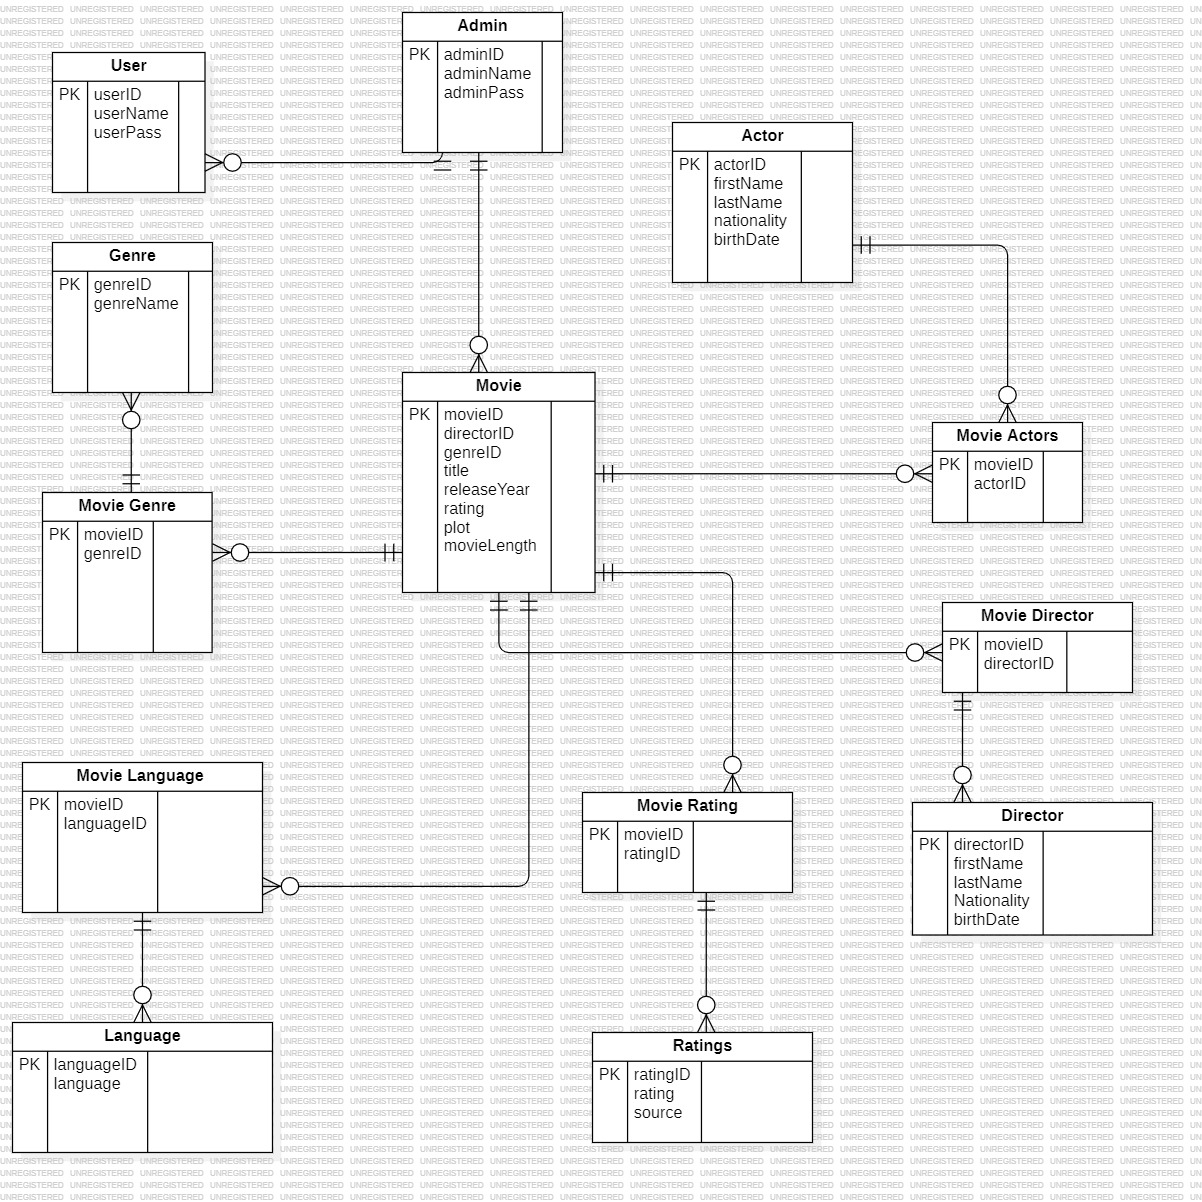 Admin
PK adminID
adminName
adminPass
User
PK userID
userName
userPass
Actor
PK actorID
firstName
lastName
nationality
birthDate
Genre
PK genreID
genreName
Movie
PK movieID
directorID
genreID
title
releaseYear
rating
plot
movieLength
Movie Actors
PK movieID
actorID
Movie Genre
PK movieID
genreID
Movie Director
PK movieID
directorID
Movie Language
PK movieID
languageID
Movie Rating
PK movieID
ratingID
Director
PK directorID
firstName
lastName
Nationality
birthDate
Language
PK languageID
language
Ratings
PK ratingID
rating
source
UNREGISTERED